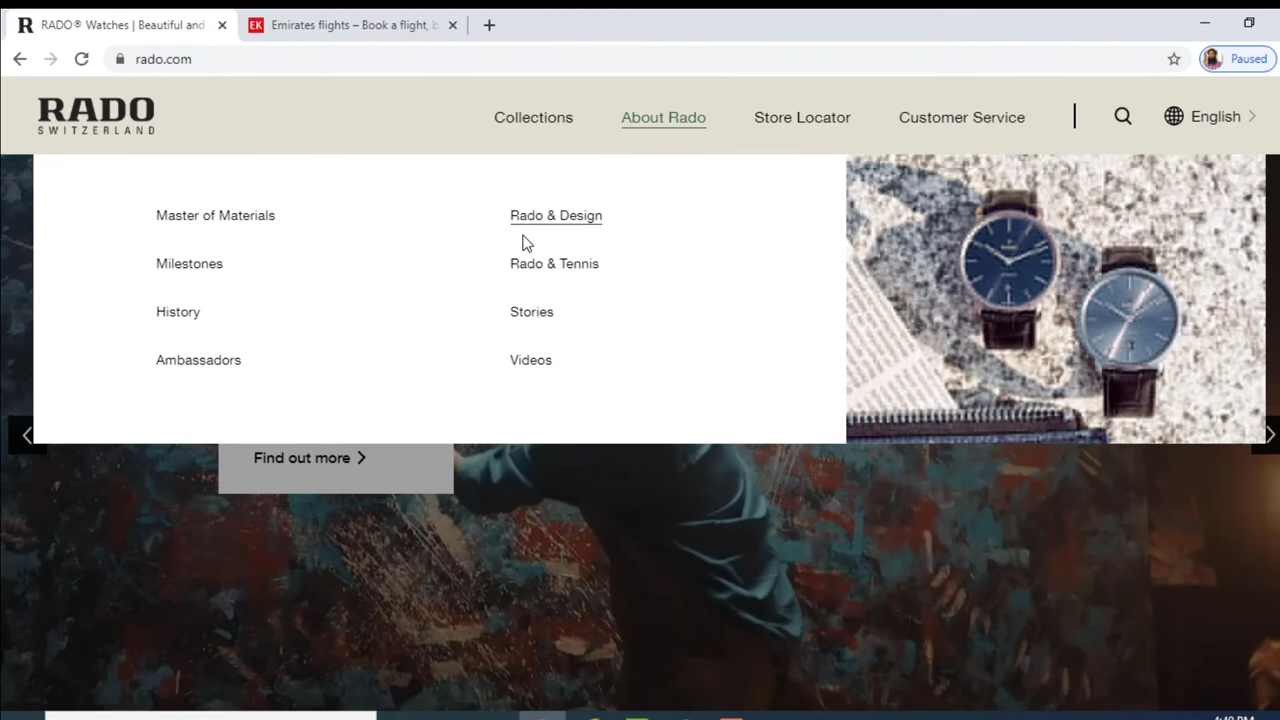 RADO® Watches | Beautiful and
EK Emirates flights – Book a flight, b
rado.com
Paused
RADO
SWITZERLAND
Collections
About Rado
Store Locator
Customer Service
English
Master of Materials
Rado & Design
Milestones
Rado & Tennis
History
Stories
Ambassadors
Videos
Find out more